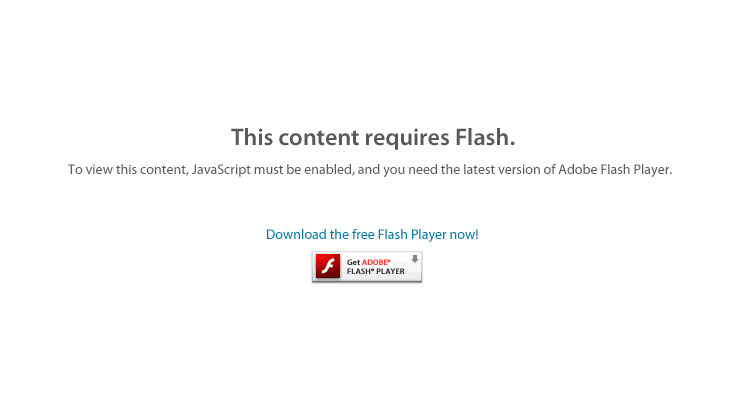 This content requires Flash.
To view this content, JavaScript must be enabled, and you need the latest version of Adobe Flash Player.
Download the free Flash Player now!
Get ADOBE®
FLASH® PLAYER